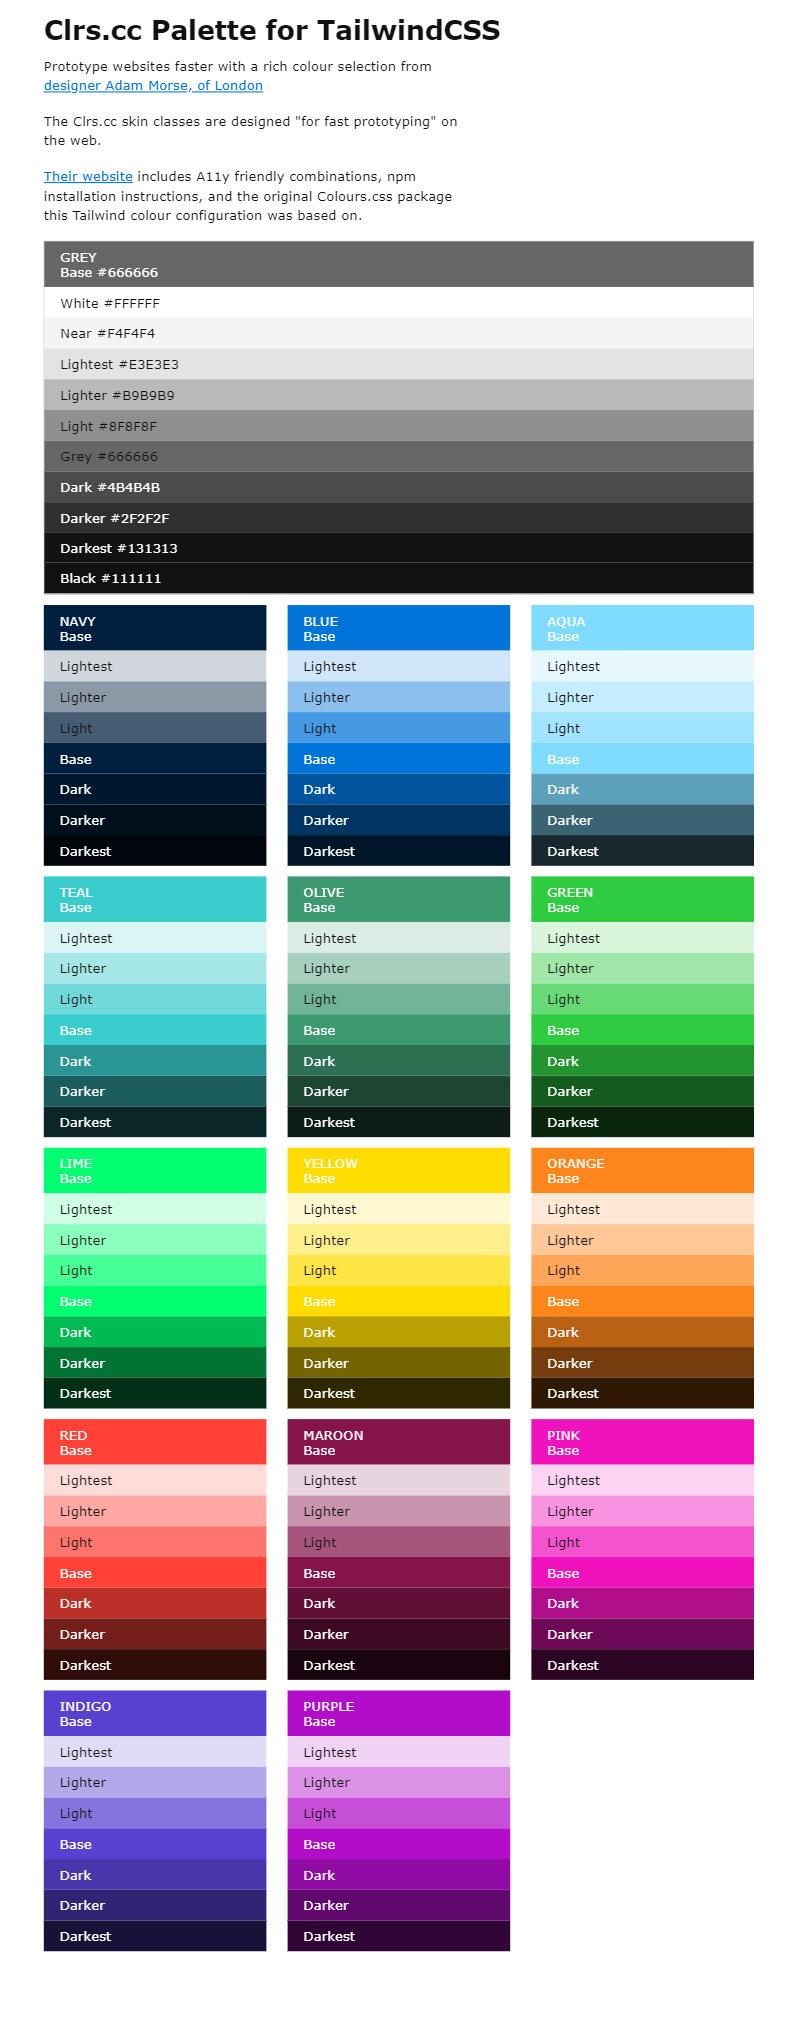 Clrs.cc Palette for TailwindCSS
Prototype websites faster with a rich colour selection from
designer Adam Morse, of London
The Clrs.cc skin classes are designed "for fast prototyping" on
the web.
Their website includes A11y friendly combinations, npm
installation instructions, and the original Colours.css package
this Tailwind colour configuration was based on.
GREY
Base #666666
White #FFFFFF
Near #F4F4F4
Lightest #E3E3E3
Lighter #B9B9B9
Light #8F8F8F
Grey #666666
Dark #4B4B4B
Darker #2F2F2F
Darkest #131313
Black #111111
NAVY
Base
Lightest
Lighter
Light
Base
Dark
Darker
Darkest
BLUE
Base
Lightest
Lighter
Light
Base
Dark
Darker
Darkest
AQUA
Base
Lightest
Lighter
Light
Base
Dark
Darker
Darkest
TEAL
Base
Lightest
Lighter
Light
Base
Dark
Darker
Darkest
OLIVE
Base
Lightest
Lighter
Light
Base
Dark
Darker
Darkest
GREEN
Base
Lightest
Lighter
Light
Base
Dark
Darker
Darkest
LIME
Base
Lightest
Lighter
Light
Base
Dark
Darker
Darkest
YELLOW
Base
Lightest
Lighter
Light
Base
Dark
Darker
Darkest
ORANGE
Base
Lightest
Lighter
Light
Base
Dark
Darker
Darkest
RED
Base
Lightest
Lighter
Light
Base
Dark
Darker
Darkest
MAROON
Base
Lightest
Lighter
Light
Base
Dark
Darker
Darkest
PINK
Base
Lightest
Lighter
Light
Base
Dark
Darker
Darkest
INDIGO
Base
Lightest
Lighter
Light
Base
Dark
Darker
Darkest
PURPLE
Base
Lightest
Lighter
Light
Base
Dark
Darker
Darkest